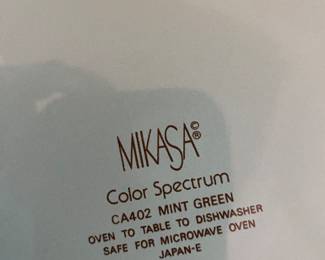 MIKASA©®
Color Spectrum
CA402 MINT GREEN
OVEN TO TABLE TO DISHWASHER
SAFE FOR MICROWAVE OVEN
JAPAN-E